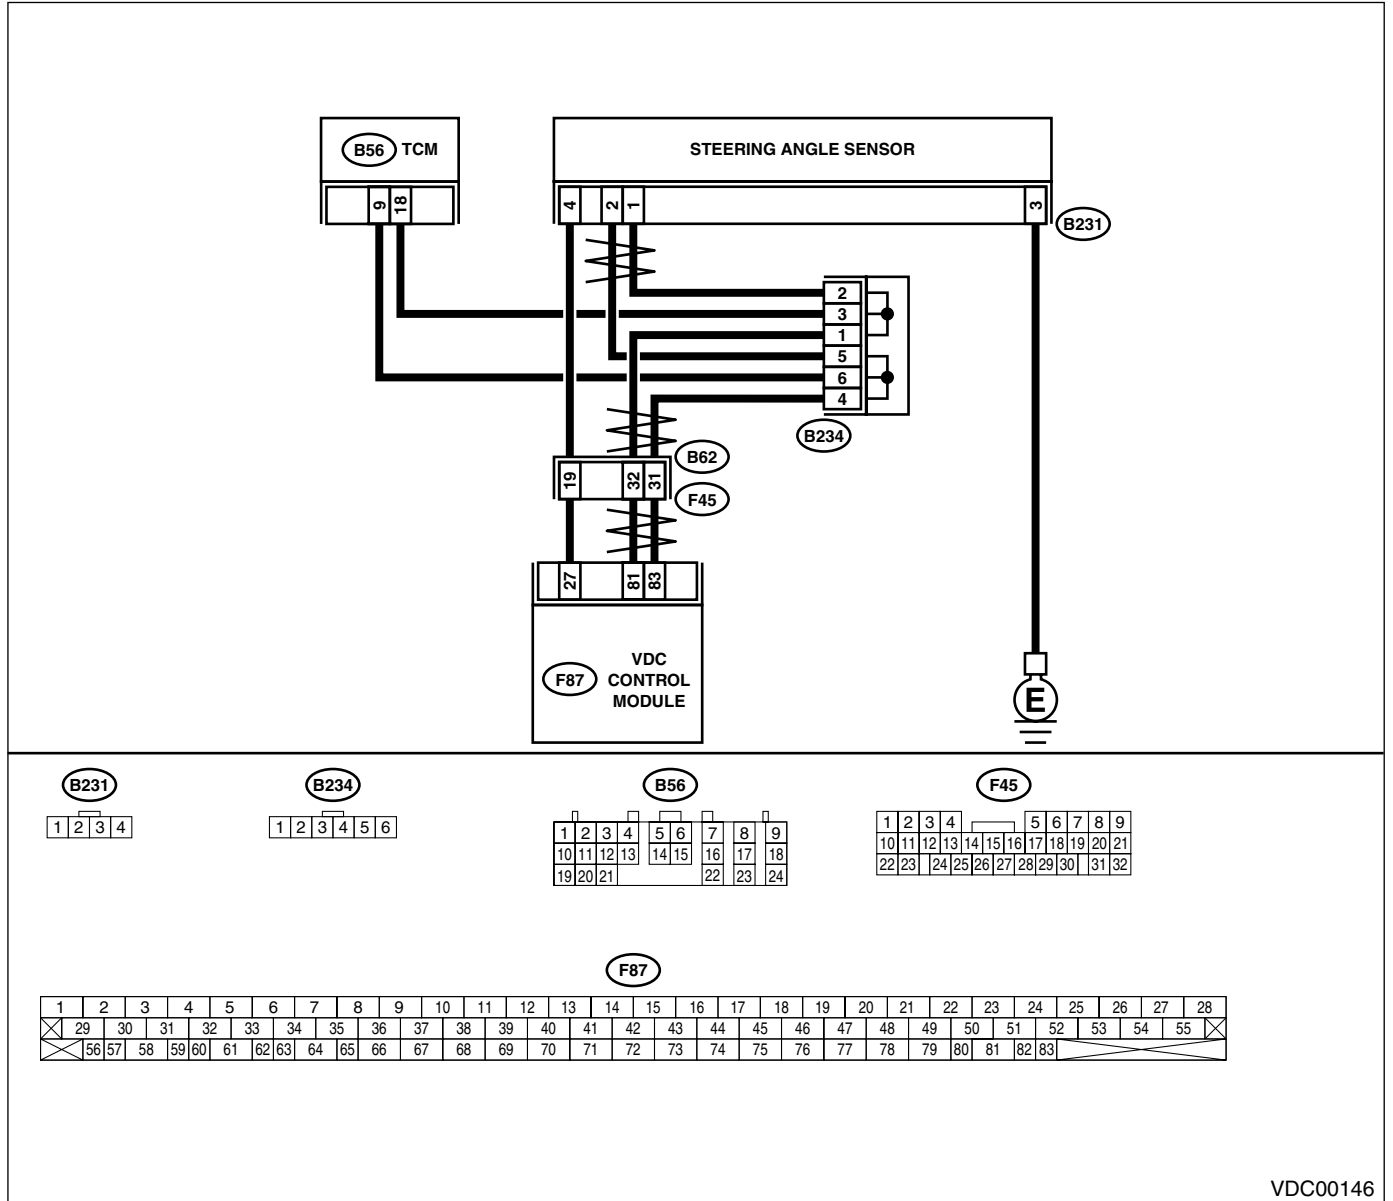 B56 TCM
STEERING ANGLE SENSOR
9 18
4 2 1 3
B231
2
3
1
5
6
4
B234
B62
19 32 31
F45
27 81 83
F87
VDC
CONTROL
MODULE
E
B231
1 2 3 4
B234
1 2 3 4 5 6
B56
1 2 3 4 5 6 7 8 9
10 11 12 13 14 15 16 17 18
19 20 21 22 23 24
F45
1 2 3 4 5 6 7 8 9
10 11 12 13 14 15 16 17 18 19 20 21
22 23 24 25 26 27 28 29 30 31 32
F87
1 2 3 4 5 6 7 8 9 10 11 12 13 14 15 16 17 18 19 20 21 22 23 24 25 26 27 28
29 30 31 32 33 34 35 36 37 38 39 40 41 42 43 44 45 46 47 48 49 50 51 52 53 54 55
56 57 58 59 60 61 62 63 64 65 66 67 68 69 70 71 72 73 74 75 76 77 78 79 80 81 82 83
VDC00146